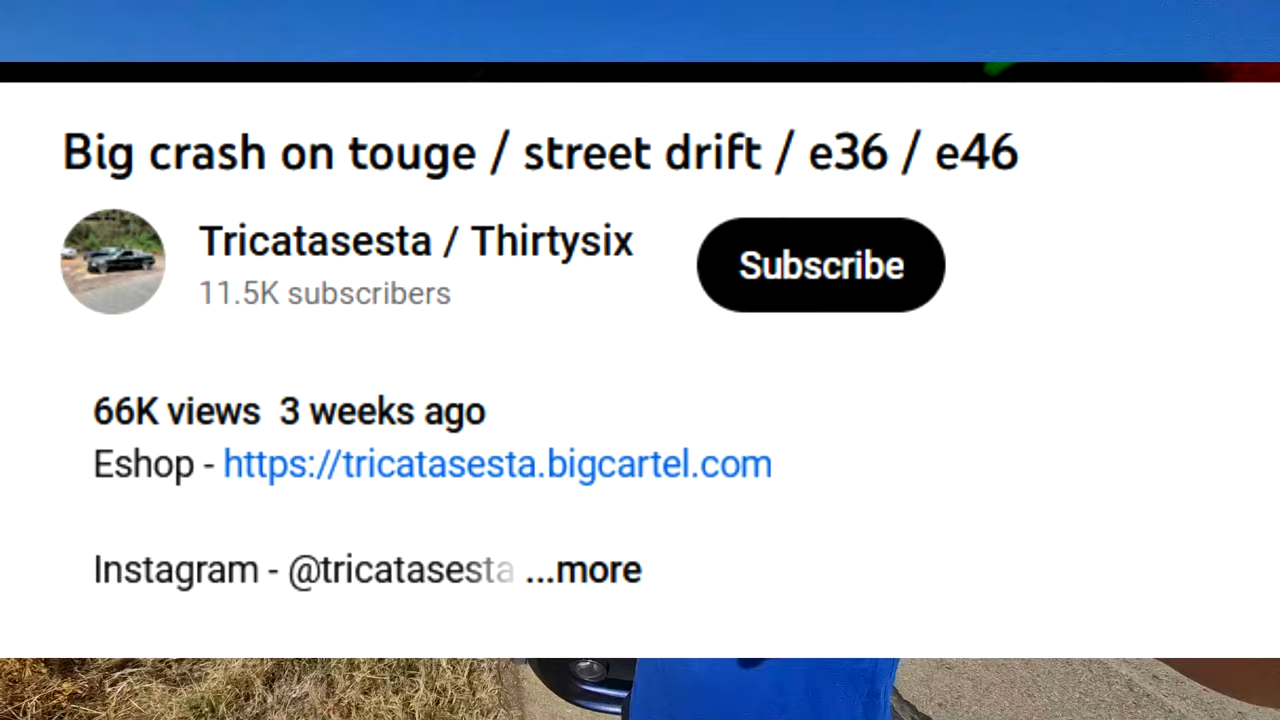 Big crash on touge / street drift / e36 / e46
Tricatasesta / Thirtysix
Subscribe
11.5K subscribers
66K views 3 weeks ago
Eshop - https://tricatasesta.bigcartel.com
Instagram - @tricatasesta ...more